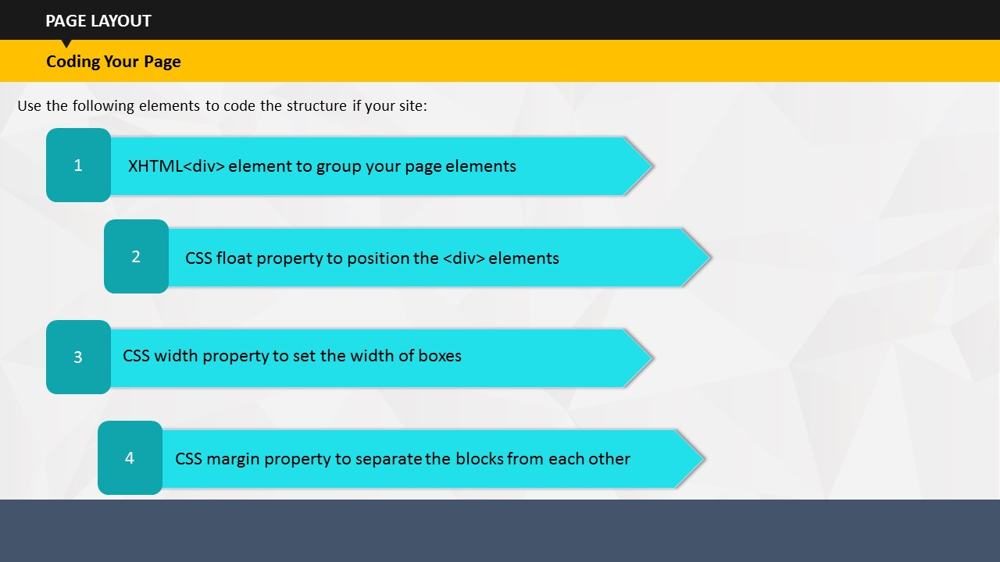 PAGE LAYOUT
Coding Your Page
Use the following elements to code the structure if your site:
1
XHTML<div> element to group your page elements
2
CSS float property to position the <div> elements
3
CSS width property to set the width of boxes
4
CSS margin property to separate the blocks from each other